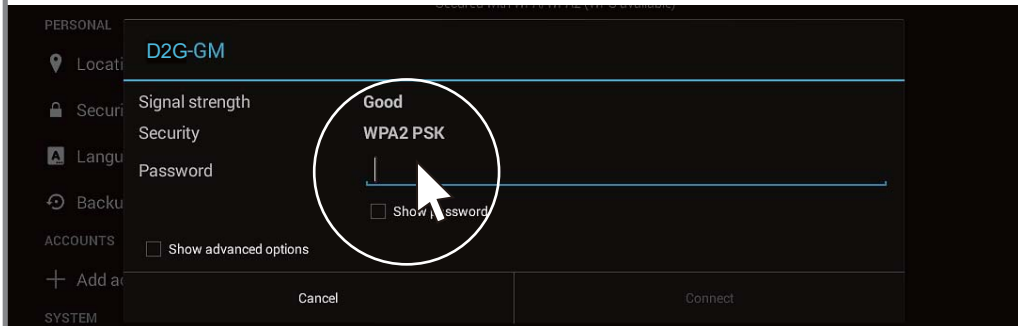 PERSONAL
D2G-GM
Locati
Signal strength Good
Securi
Security WPA2 PSK
Langu
Password
Backu
Show password
ACCOUNTS
Show advanced options
Add ac
Cancel Connect
SYSTEM